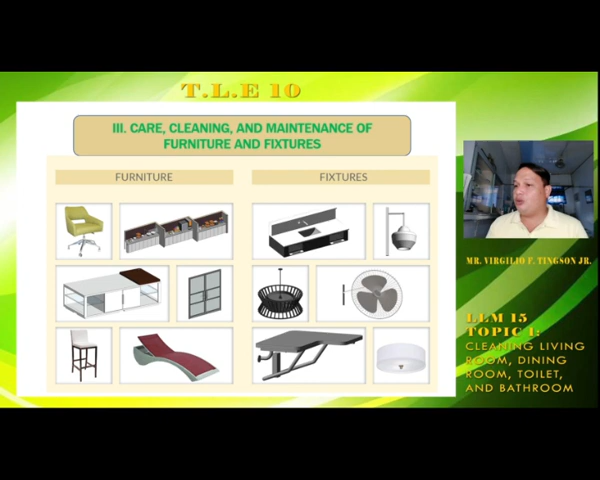 T.L.E 10
III. CARE, CLEANING, AND MAINTENANCE OF
FURNITURE AND FIXTURES
FURNITURE
FIXTURES
MR. VIRGILIO F. TINGSON JR.
LLM 15
TOPIC 1:
CLEANING LIVING
ROOM, DINING
ROOM, TOILET,
AND BATHROOM